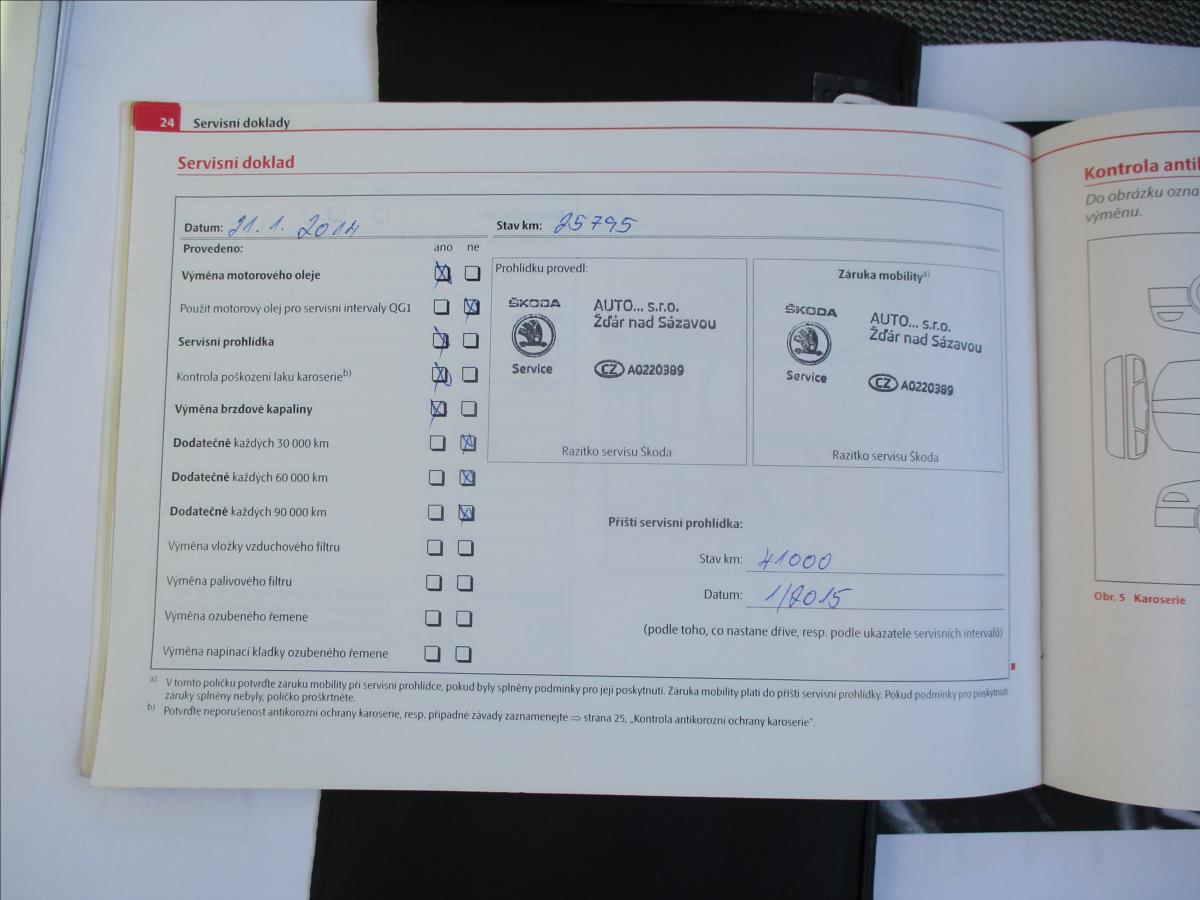 24 Servisní doklady
Servisní doklad
Datum: 21. 1. 2014 Stav km: 25795
Provedeno: ano ne
Výměna motorového oleje
Použit motorový olej pro servisní intervaly QG1
Servisní prohlídka
Kontrola poškození laku karoserie b)
Výměna brzdové kapaliny
Dodatečně každých 30 000 km
Dodatečně každých 60 000 km
Dodatečně každých 90 000 km
Výměna vložky vzduchového filtru
Výměna palivového filtru
Výměna ozubeného řemene
Výměna napínací kladky ozubeného řemene
Prohlídku provedl:
ŠKODA
Service
AUTO... s.r.o.
Žďár nad Sázavou
CZ A0220389
Razítko servisu Škoda
Záruka mobility a)
ŠKODA
Service
AUTO... s.r.o.
Žďár nad Sázavou
CZ A0220389
Razítko servisu Škoda
Příští servisní prohlídka:
Stav km: 41000
Datum: 1/2015
(podle toho, co nastane dříve, resp. podle ukazatele servisních intervalů)
a) V tomto políčku potvrďte záruku mobility při servisní prohlídce, pokud byly splněny podmínky pro její poskytnutí. Záruka mobility platí do příští servisní prohlídky. Pokud podmínky pro poskytnutí
záruky splněny nebyly, políčko proškrtněte.
b) Potvrďte neporušenost antikorozní ochrany karoserie, resp. případné závady zaznamenejte ⇒ strana 25, „Kontrola antikorozní ochrany karoserie".
Kontrola anti
Do obrázku ozna
výměnu.
Obr. 5 Karoserie